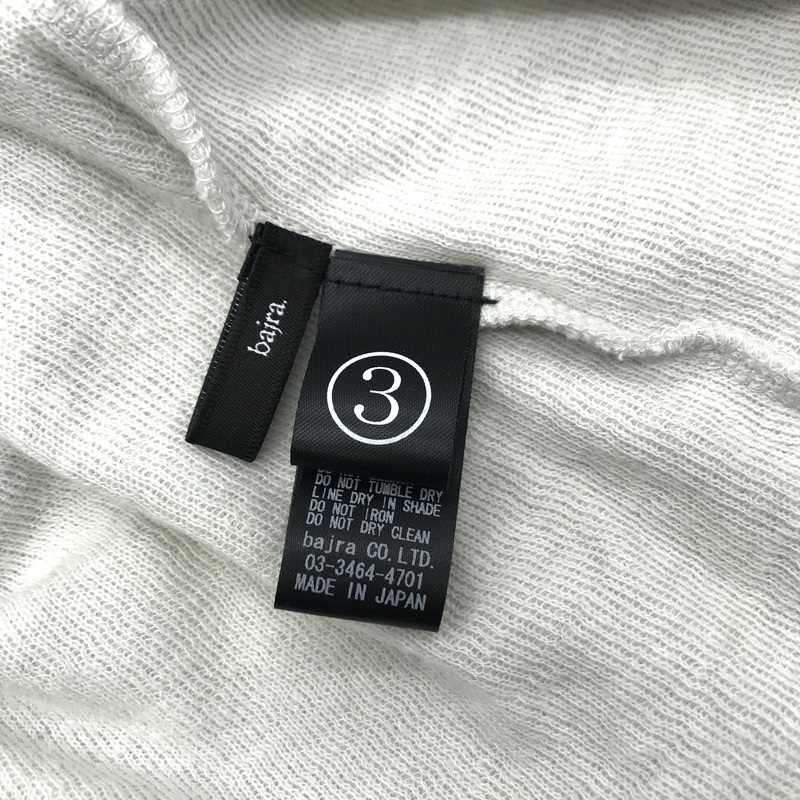 bajra.
3
DO NOT TUMBLE DRY
LINE DRY IN SHADE
DO NOT IRON
DO NOT DRY CLEAN
bajra CO.LTD.
03-3464-4701
MADE IN JAPAN